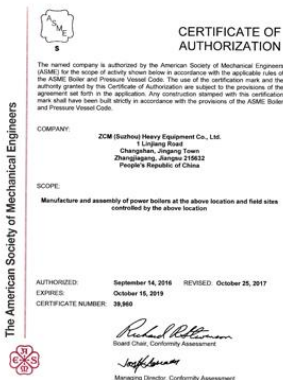 ASME
S
CERTIFICATE OF
AUTHORIZATION
The named company is authorized by the American Society of Mechanical Engineers
(ASME) for the scope of activity shown below in accordance with the applicable rules of
the ASME Boiler and Pressure Vessel Code. The use of the certification mark and the
authority granted by this Certificate of Authorization are subject to the provisions of the
agreement set forth in the application. Any construction stamped with this certification
mark shall have been built strictly in accordance with the provisions of the ASME Boiler
and Pressure Vessel Code.
COMPANY:
ZCM (Suzhou) Heavy Equipment Co., Ltd.
1 Linjiang Road
Changshan, Jingang Town
Zhangjiagang, Jiangsu 215632
People's Republic of China
SCOPE:
Manufacture and assembly of power boilers at the above location and field sites
controlled by the above location
AUTHORIZED: September 14, 2016 REVISED: October 25, 2017
EXPIRES: October 15, 2019
CERTIFICATE NUMBER: 39,960
Board Chair, Conformity Assessment
Managing Director, Conformity Assessment
The American Society of Mechanical Engineers